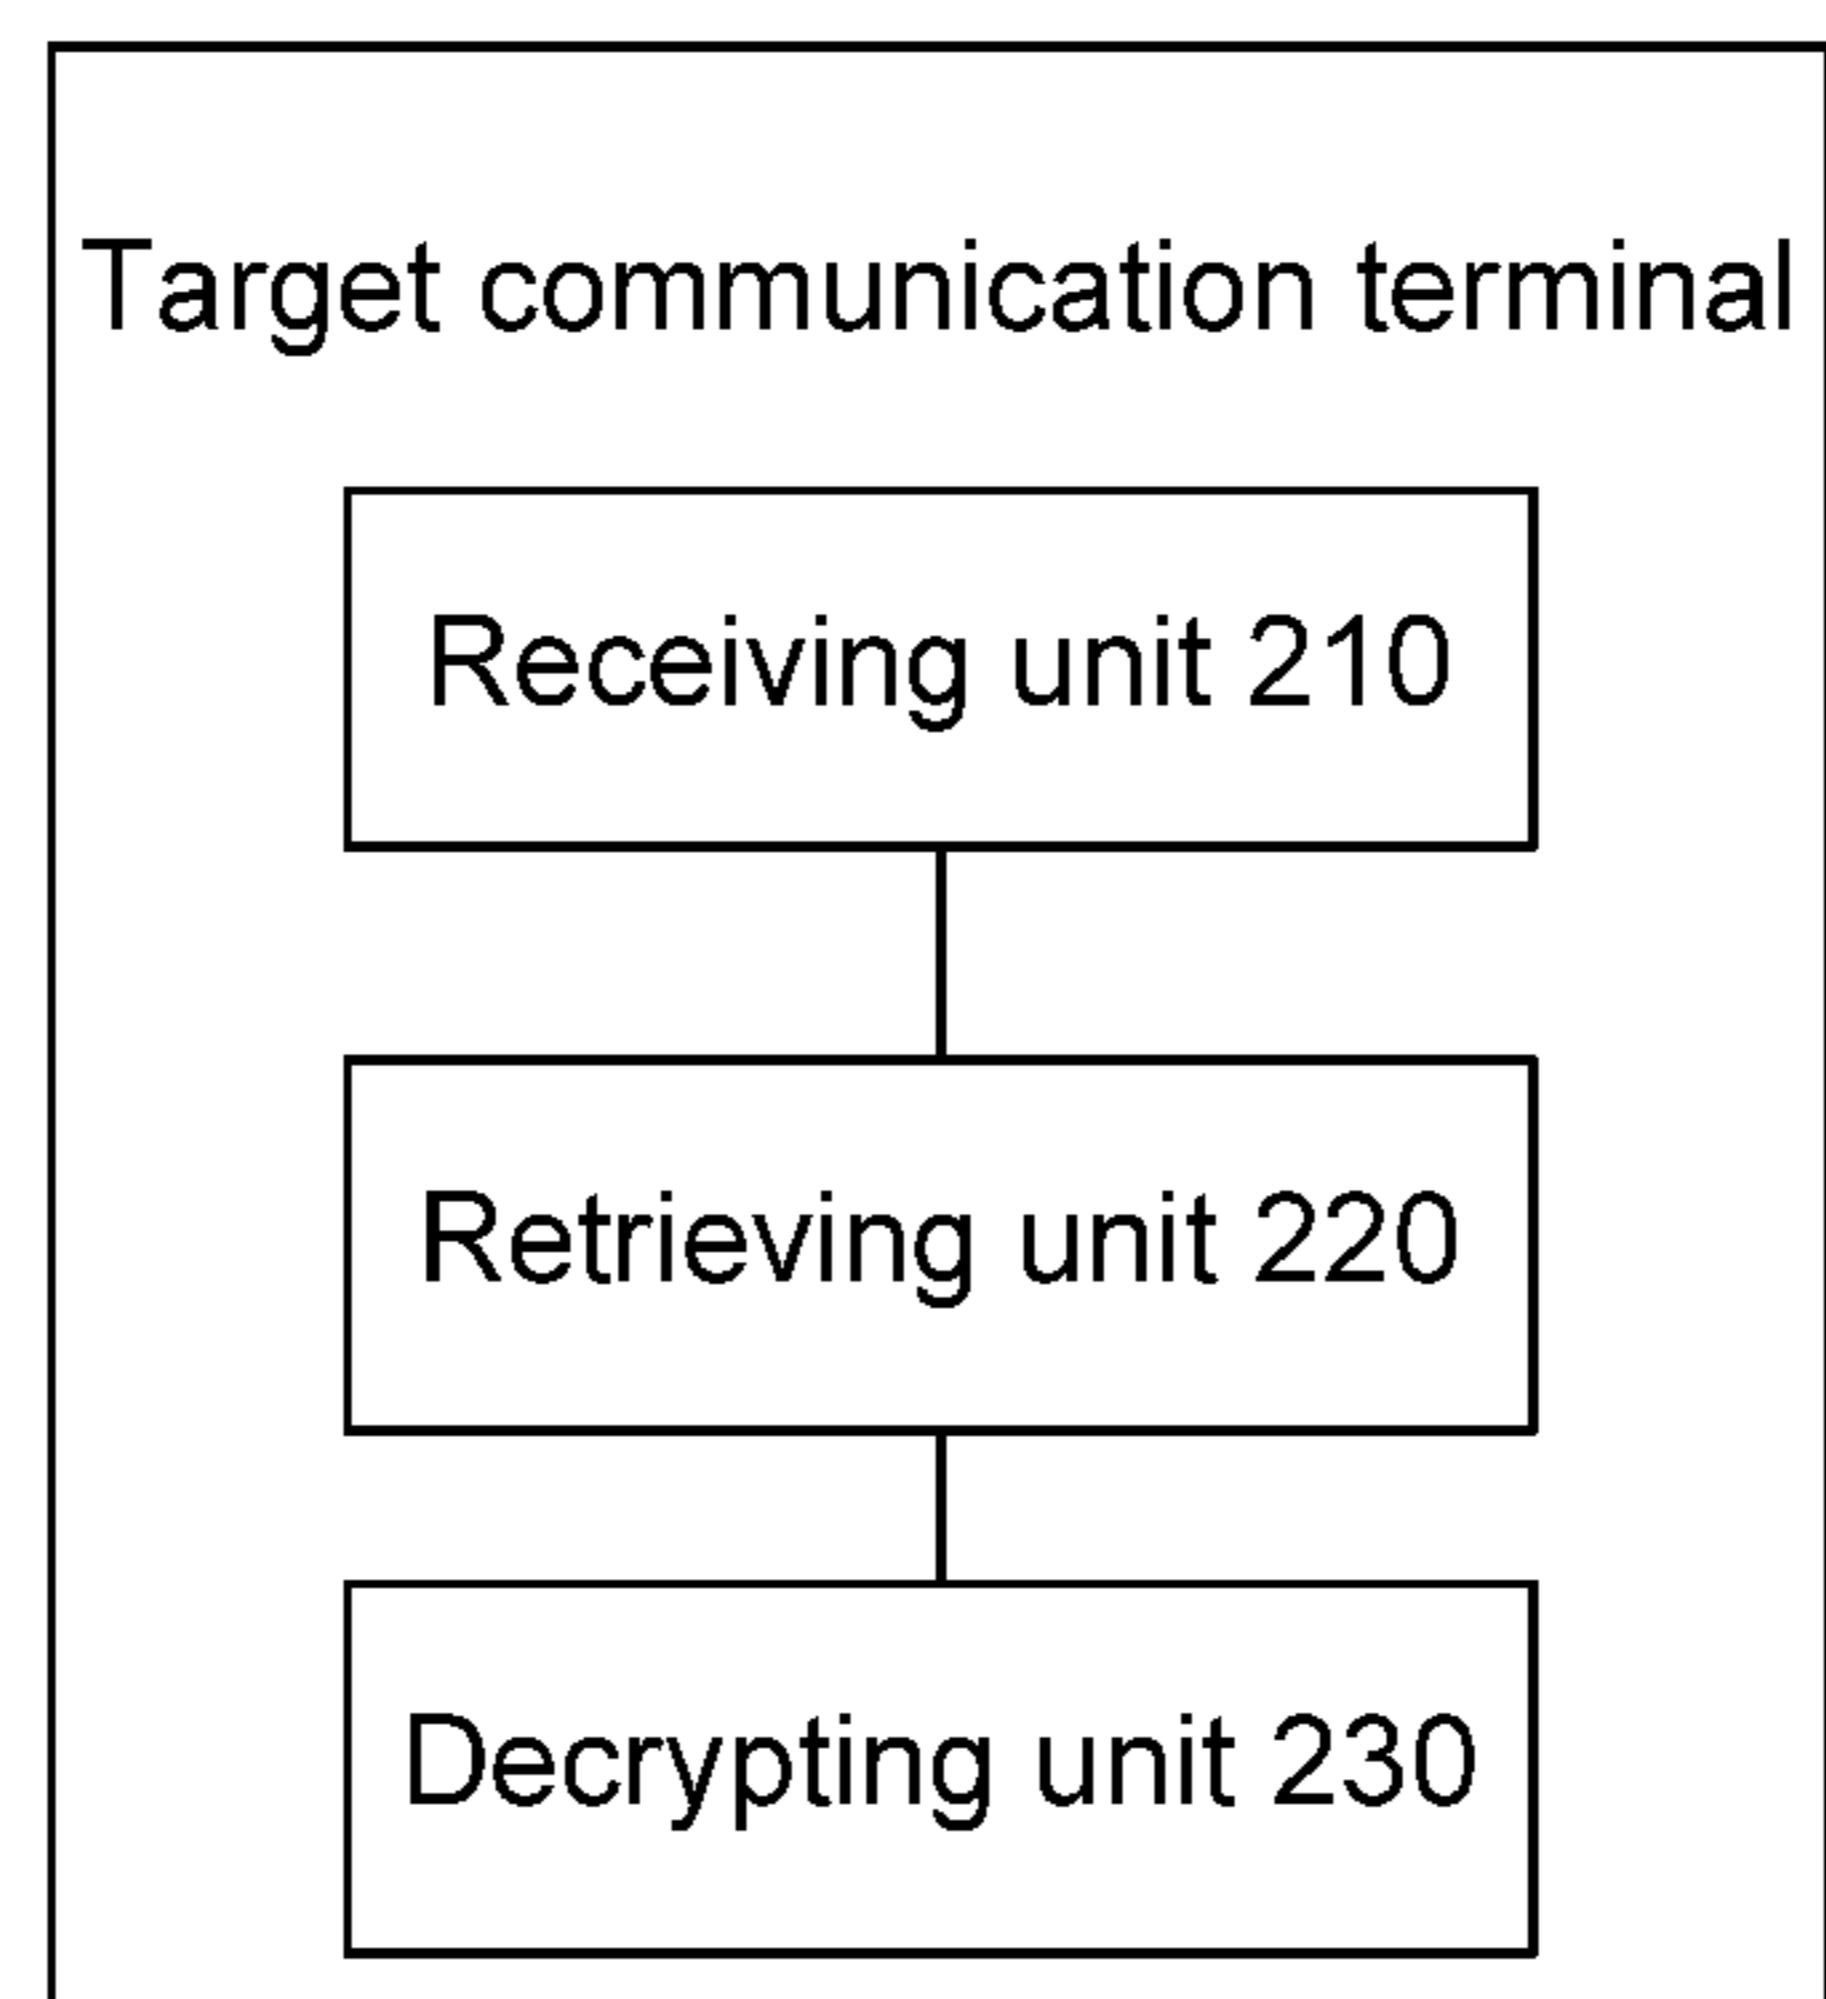 Target communication terminal
Receiving unit 210
Retrieving unit 220
Decrypting unit 230